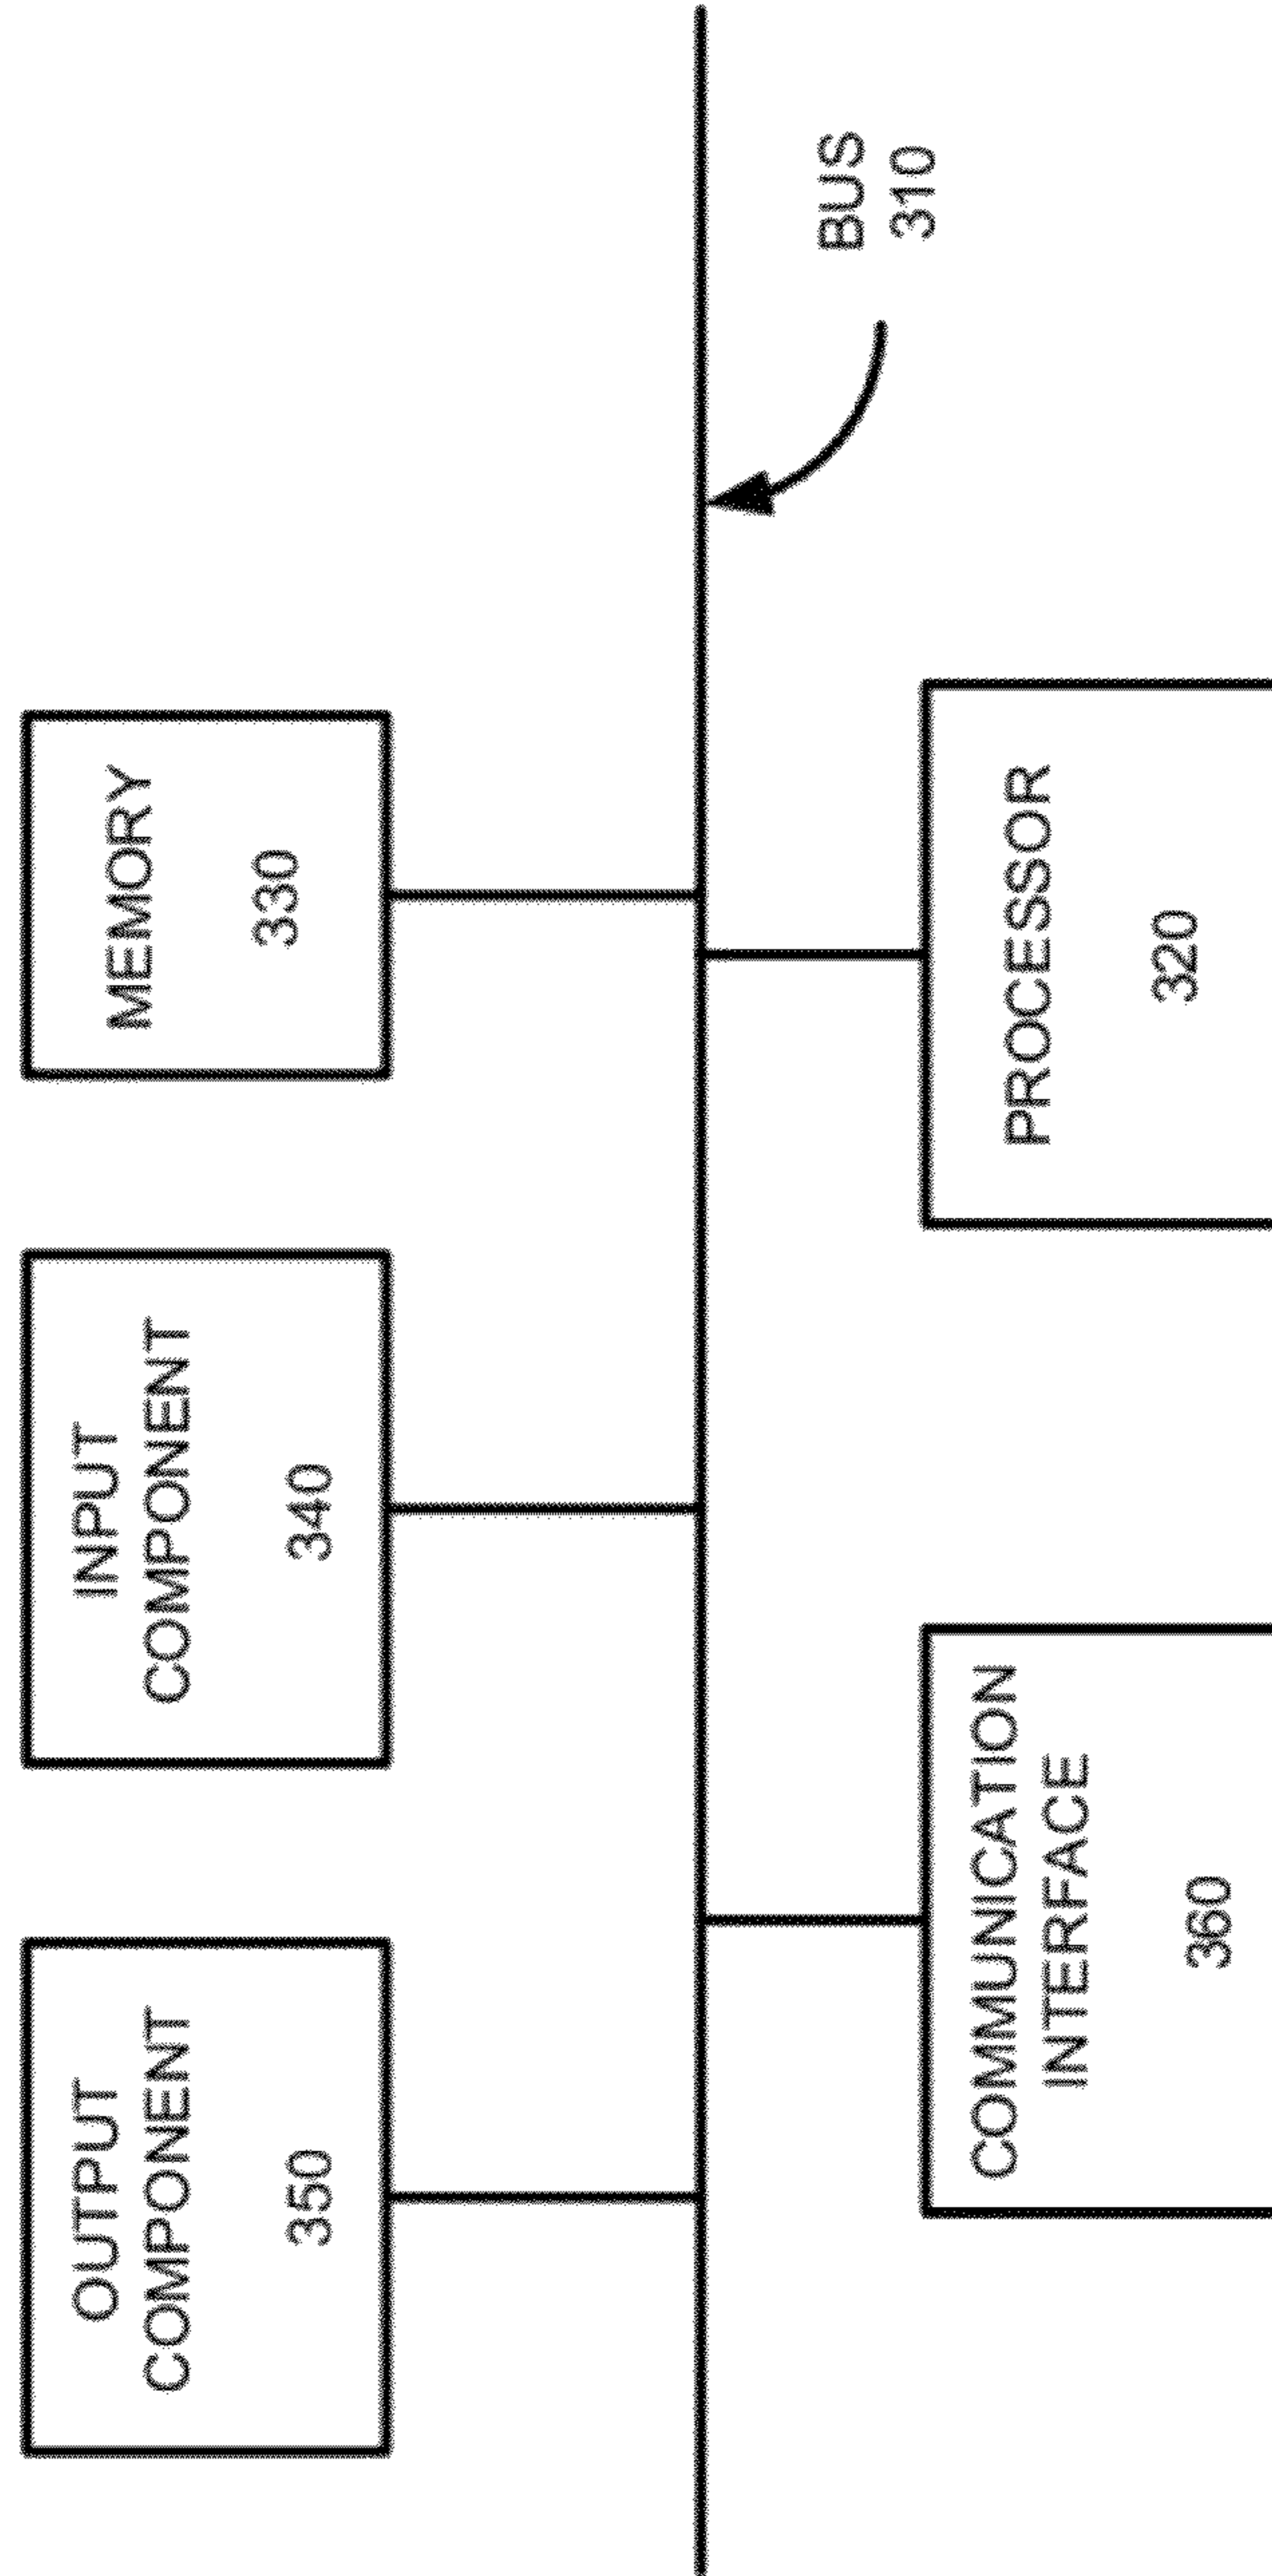 OUTPUT
COMPONENT
350
INPUT
COMPONENT
340
MEMORY
330
BUS
310
COMMUNICATION
INTERFACE
360
PROCESSOR
320